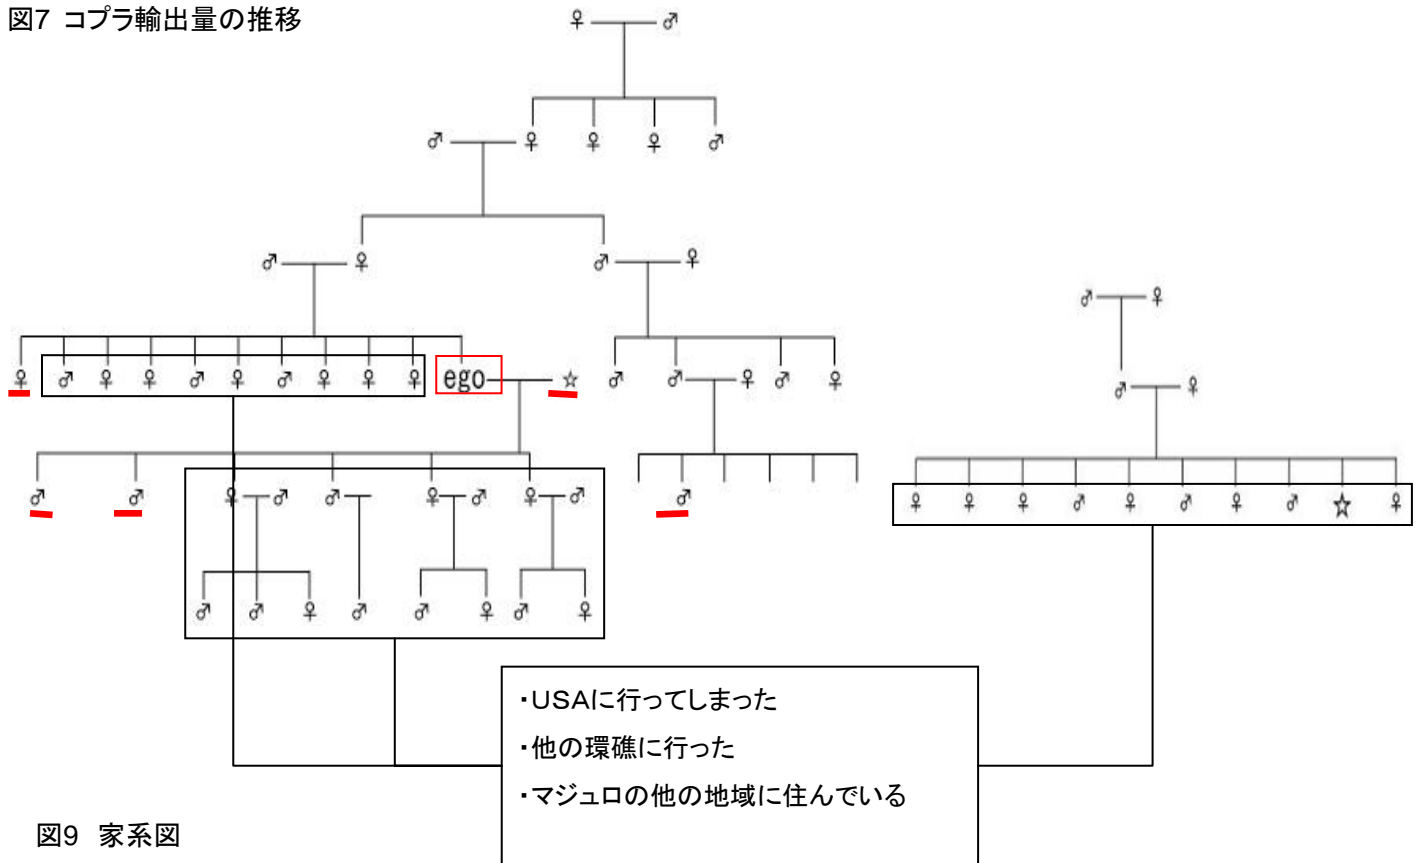 図7 コプラ輸出量の推移
ego
・USAに行ってしまった
・他の環礁に行った
・マジュロの他の地域に住んでいる
図9 家系図